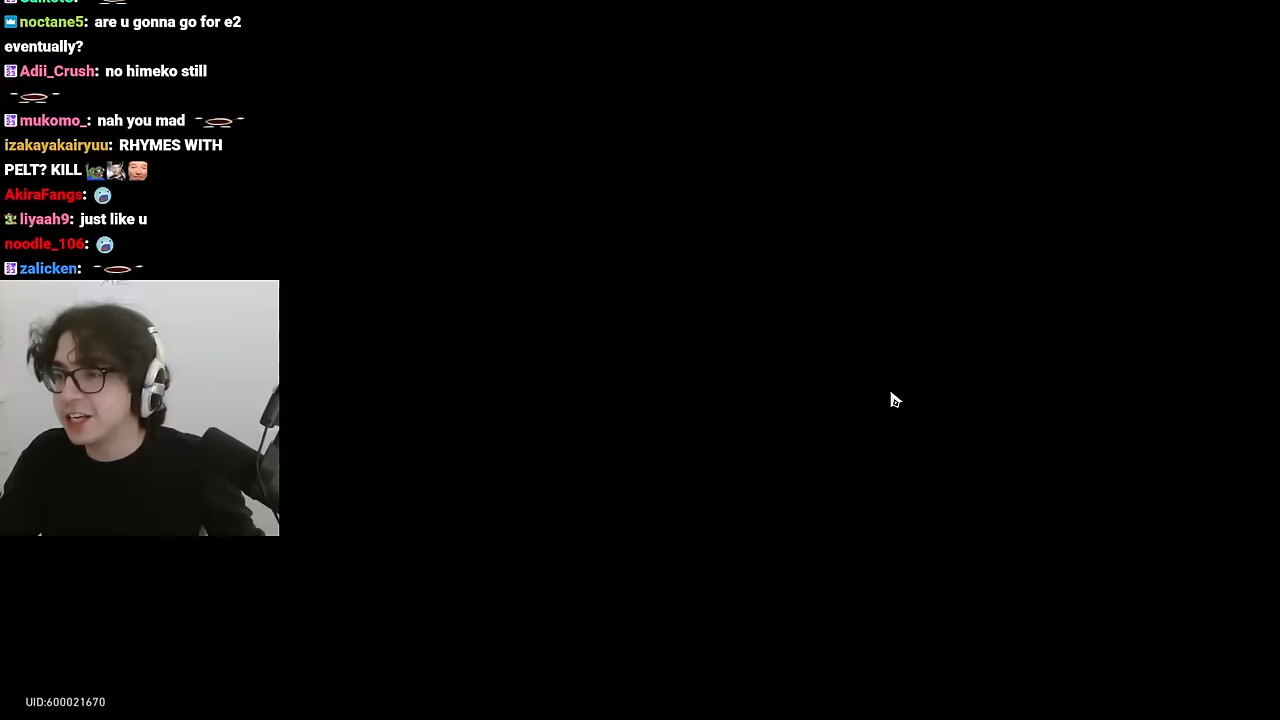 noctane5: are u gonna go for e2
eventually?
Adii_Crush: no himeko still
mukomo_: nah you mad
izakayakairyuu: RHYMES WITH
PELT? KILL
AkiraFangs:
liyaah9: just like u
noodle_106:
zalicken:
UID:600021670